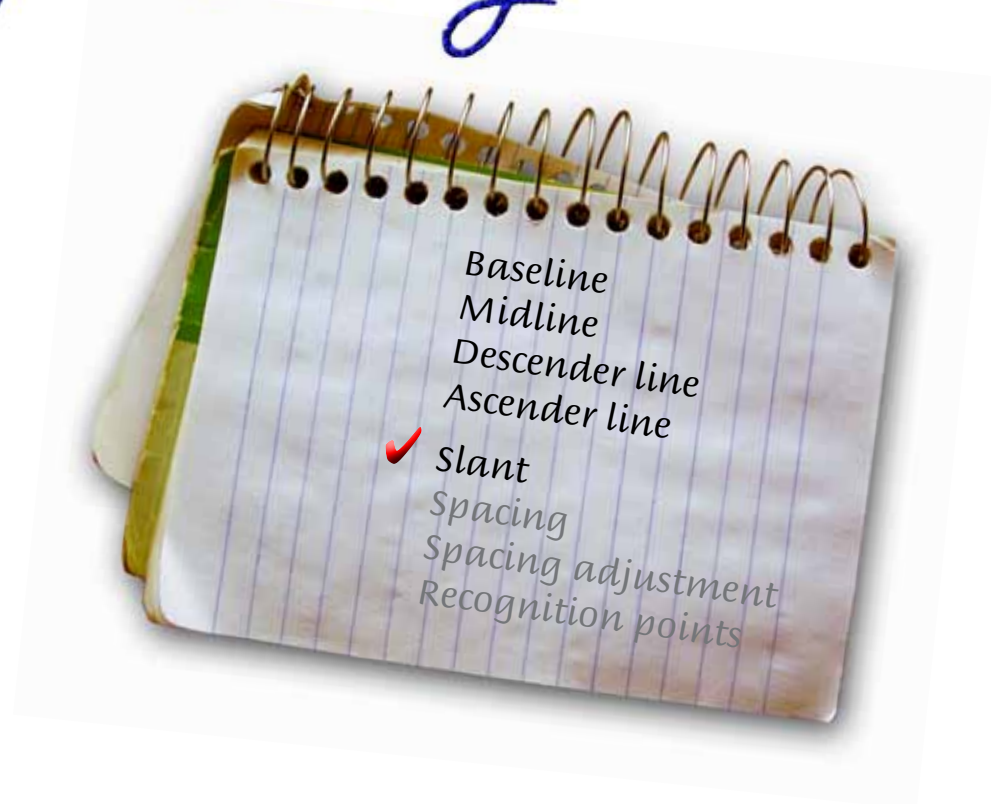 Baseline
Midline
Descender line
Ascender line
Slant
Spacing
Spacing adjustment
Recognition points